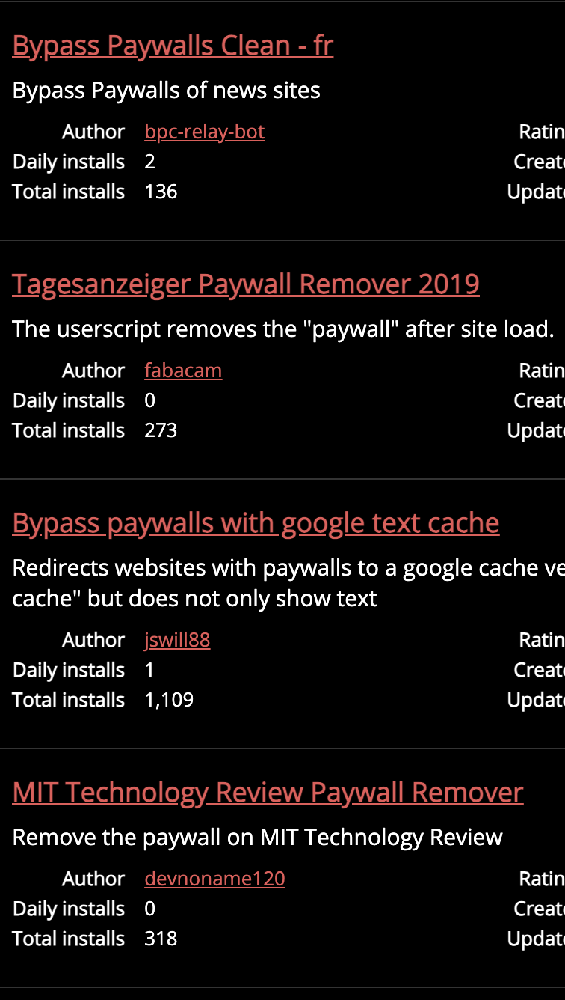 Bypass Paywalls Clean - fr
Bypass Paywalls of news sites
Author bpc-relay-bot Ratin
Daily installs 2 Create
Total installs 136 Update
Tagesanzeiger Paywall Remover 2019
The userscript removes the "paywall" after site load.
Author fabacam Ratin
Daily installs 0 Create
Total installs 273 Update
Bypass paywalls with google text cache
Redirects websites with paywalls to a google cache ve
cache" but does not only show text
Author jswill88 Ratin
Daily installs 1 Create
Total installs 1,109 Update
MIT Technology Review Paywall Remover
Remove the paywall on MIT Technology Review
Author devnoname120 Ratin
Daily installs 0 Create
Total installs 318 Update